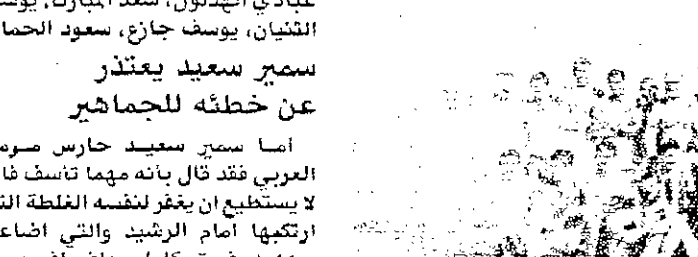 عبادي الهدلول، سعد المبارك، يوسف
الثنيان، يوسف جازع، سعود الحما
سمير سعيد يعتذر
عن خطئه للجماهير
اما سمير سعيد حارس مرمى
العربي فقد قال بأنه مهما تأسف فا
لا يستطيع ان يغفر لنفسه الغلطة الت
ارتكبها امام الرشيد والتي اضاع